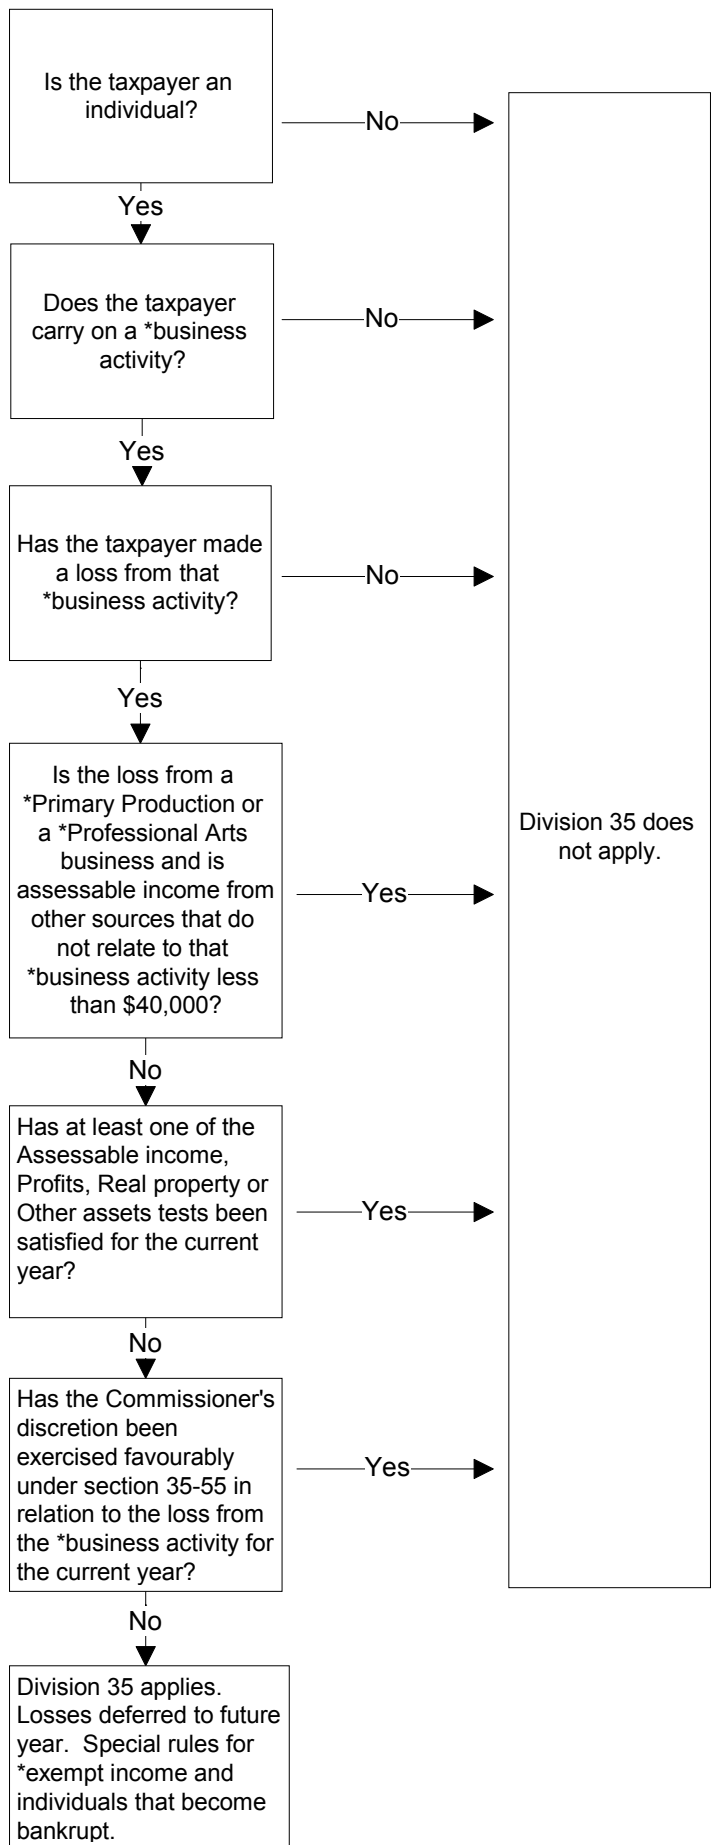 Is the taxpayer an
individual?
No
Yes
Does the taxpayer
carry on a *business
activity?
No
Yes
Has the taxpayer made
a loss from that
*business activity?
No
Yes
Is the loss from a
*Primary Production or
a *Professional Arts
business and is
assessable income from
other sources that do
not relate to that
*business activity less
than $40,000?
Yes
Division 35 does
not apply.
No
Has at least one of the
Assessable income,
Profits, Real property or
Other assets tests been
satisfied for the current
year?
Yes
No
Has the Commissioner's
discretion been
exercised favourably
under section 35-55 in
relation to the loss from
the *business activity for
the current year?
Yes
No
Division 35 applies.
Losses deferred to future
year.  Special rules for
*exempt income and
individuals that become
bankrupt.